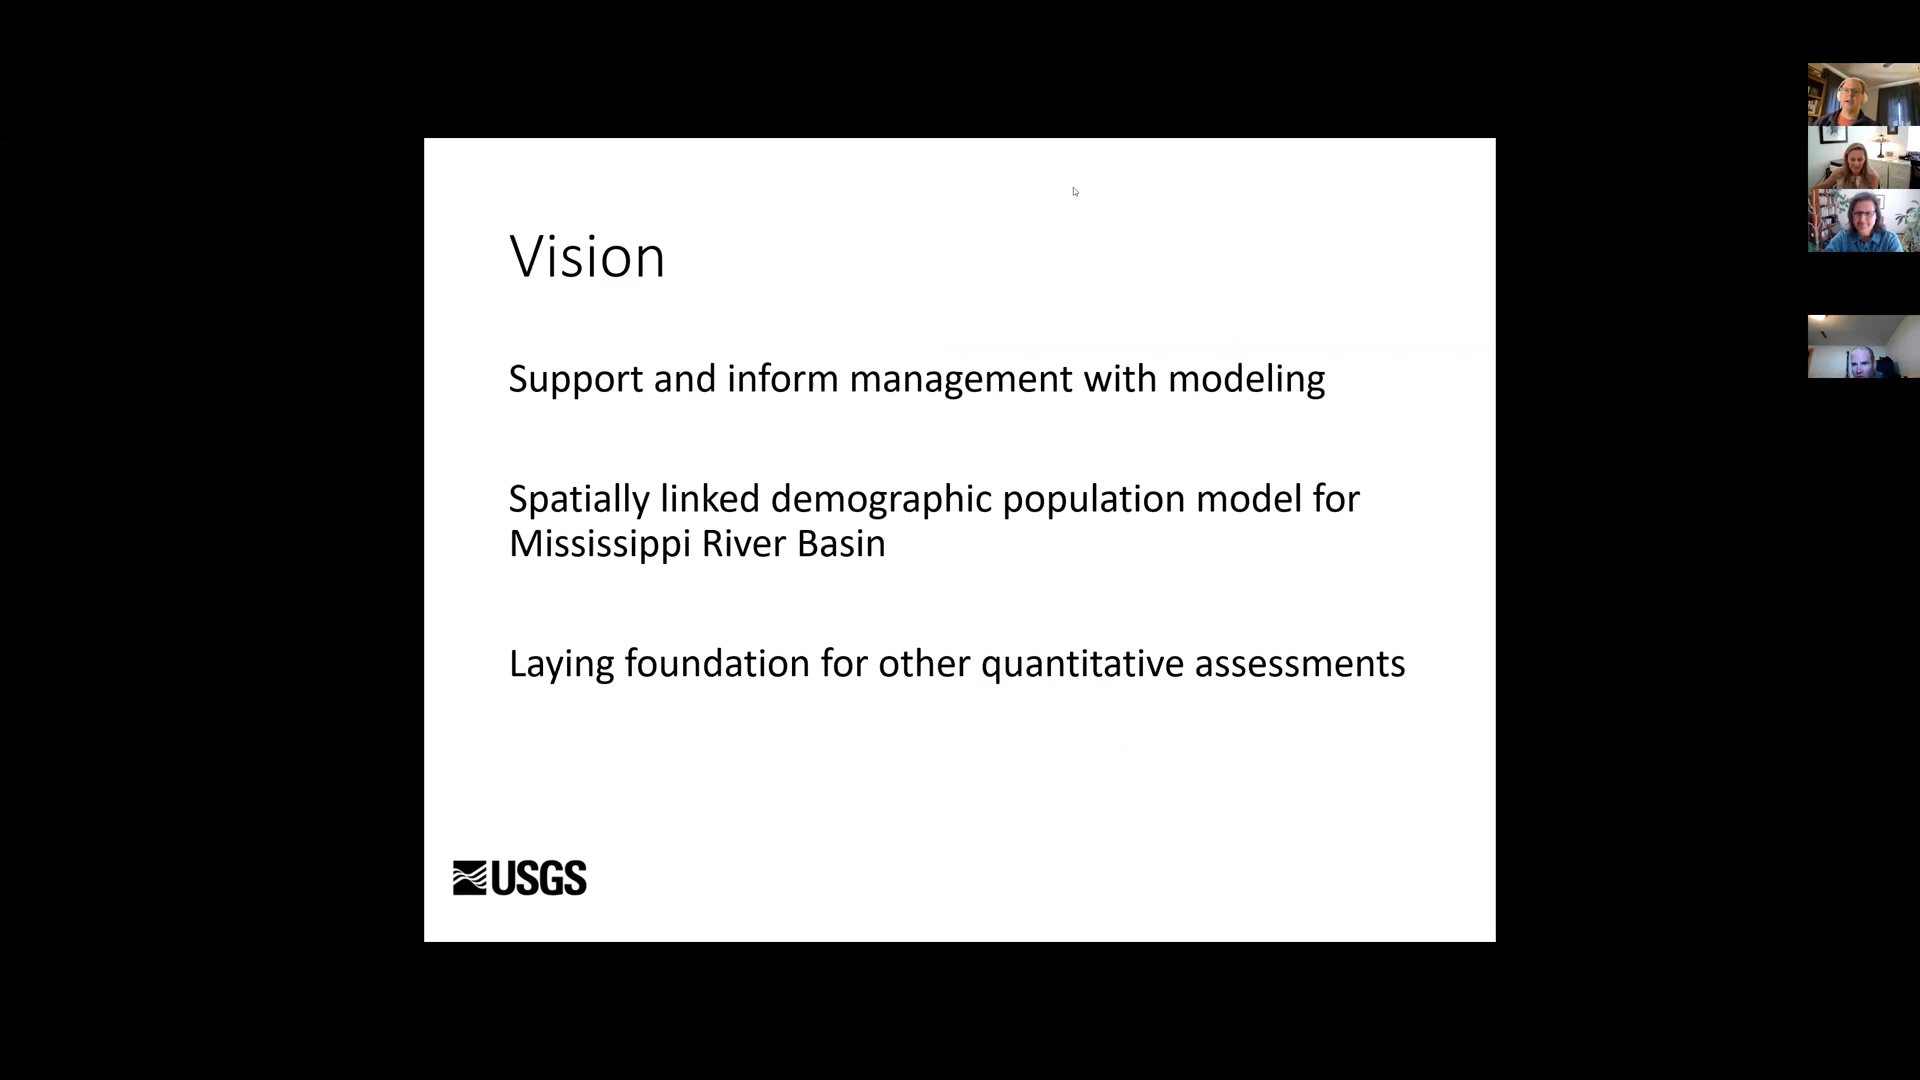 Vision
Support and inform management with modeling
Spatially linked demographic population model for
Mississippi River Basin
Laying foundation for other quantitative assessments
USGS